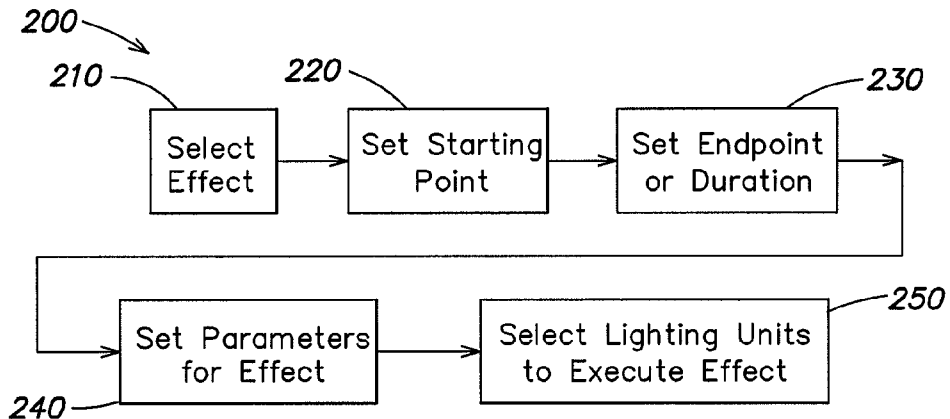 200
210
220
230
Select
Effect
Set Starting
Point
Set Endpoint
or Duration
Set Parameters
for Effect
240
Select Lighting Units
to Execute Effect
250